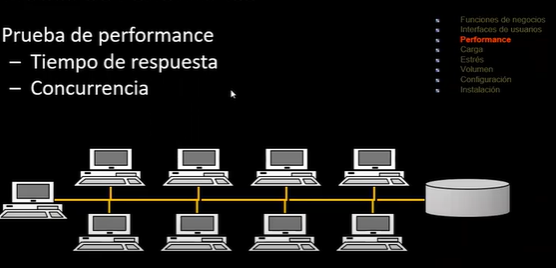 Prueba de performance
– Tiempo de respuesta
– Concurrencia
Funciones de negocios
Interfaces de usuarios
Performance
Carga
Estrés
Volumen
Configuración
Instalación